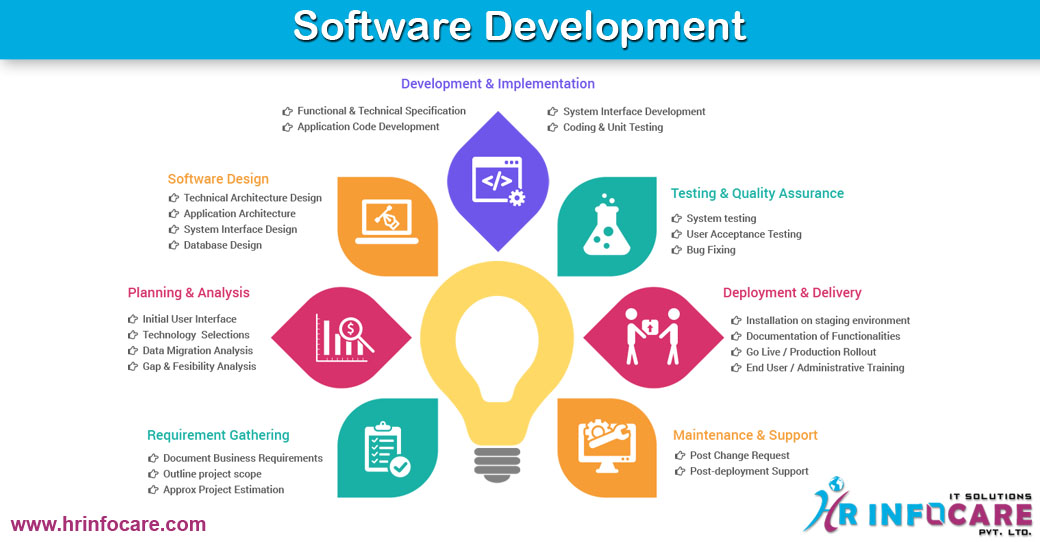 Software Development
Development & Implementation
Functional & Technical Specification
Application Code Development
System Interface Development
Coding & Unit Testing
</>
Software Design
Technical Architecture Design
Application Architecture
System Interface Design
Database Design
Testing & Quality Assurance
System testing
User Acceptance Testing
Bug Fixing
Planning & Analysis
Initial User Interface
Technology Selections
Data Migration Analysis
Gap & Fesibility Analysis
$
Deployment & Delivery
Installation on staging environment
Documentation of Functionalities
Go Live / Production Rollout
End User / Administrative Training
Requirement Gathering
Document Business Requirements
Outline project scope
Approx Project Estimation
Maintenance & Support
Post Change Request
Post-deployment Support
www.hrinfocare.com
IT SOLUTIONS
HR INFOCARE
PVT. LTD.